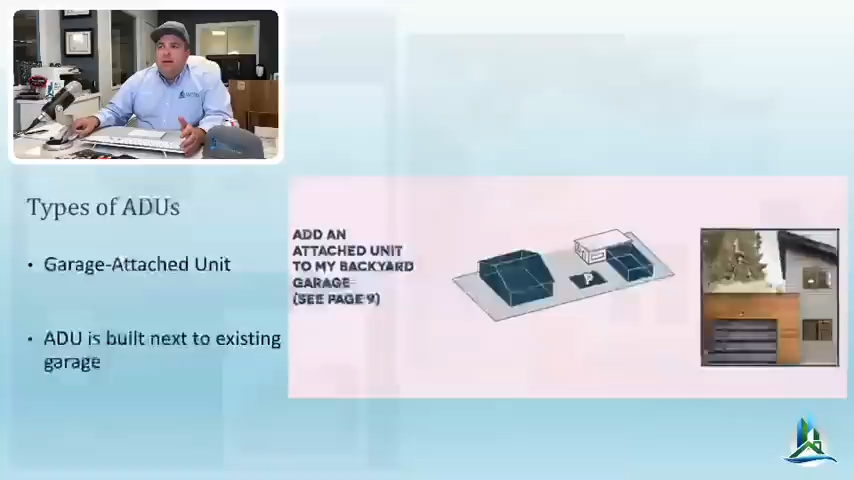 Types of ADUs
• Garage-Attached Unit
• ADU is built next to existing
garage
ADD AN
ATTACHED UNIT
TO MY BACKYARD
GARAGE
(SEE PAGE 9)
P